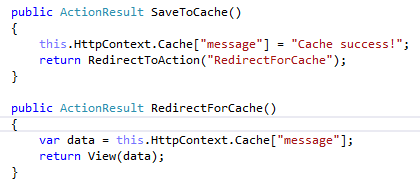 public ActionResult SaveToCache()
{
    this.HttpContext.Cache["message"] = "Cache success!";
    return RedirectToAction("RedirectForCache");
}
public ActionResult RedirectForCache()
{
    var data = this.HttpContext.Cache["message"];
    return View(data);
}